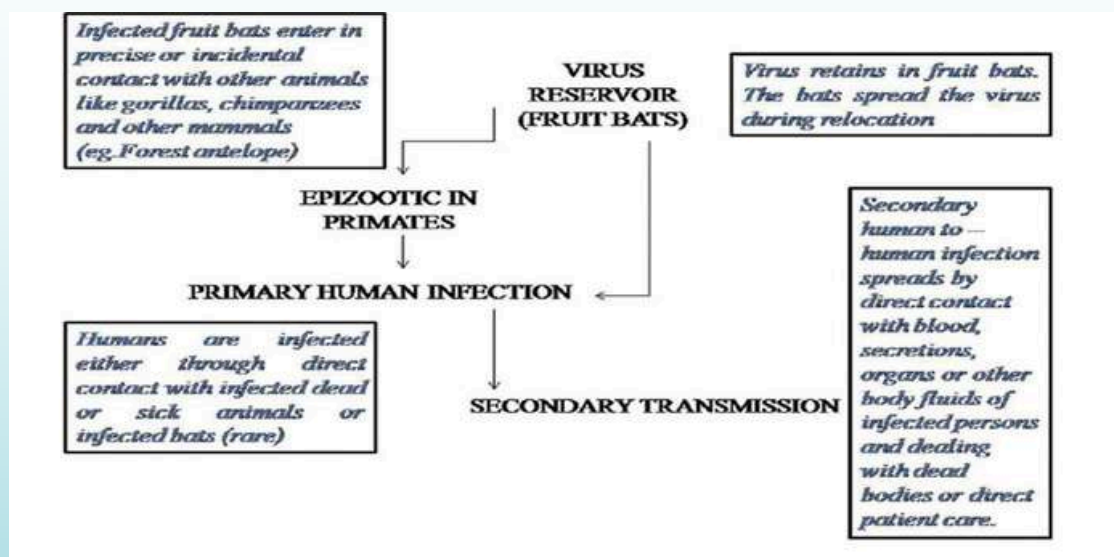 Infected fruit bats enter in
precise or incidental
contact with other animals
like gorillas, chimpanzees
and other mammals
(eg.Forest antelope)
VIRUS
RESERVOIR
(FRUIT BATS)
Virus retains in fruit bats.
The bats spread the virus
during relocation
EPIZOOTIC IN
PRIMATES
PRIMARY HUMAN INFECTION
Humans are infected
either through direct
contact with infected dead
or sick animals or
infected bats (rare)
SECONDARY TRANSMISSION
Secondary
human to —
human infection
spreads by
direct contact
with blood,
secretions,
organs or other
body fluids of
infected persons
and dealing
with dead
bodies or direct
patient care.